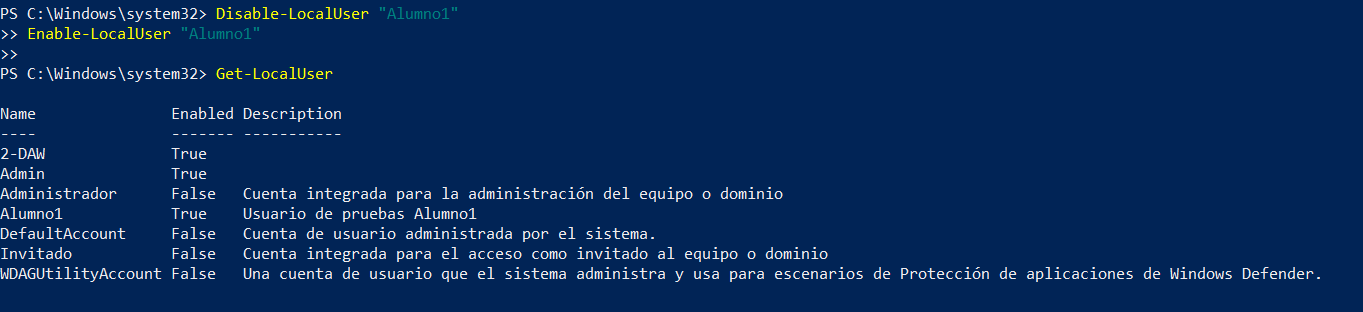 PS C:\Windows\system32> Disable-LocalUser "Alumno1"
>> Enable-LocalUser "Alumno1"
>>
PS C:\Windows\system32> Get-LocalUser
Name Enabled Description
---- ------- -----------
2-DAW True
Admin True
Administrador False Cuenta integrada para la administración del equipo o dominio
Alumno1 True Usuario de pruebas Alumno1
DefaultAccount False Cuenta de usuario administrada por el sistema.
Invitado False Cuenta integrada para el acceso como invitado al equipo o dominio
WDAGUtilityAccount False Una cuenta de usuario que el sistema administra y usa para escenarios de Protección de aplicaciones de Windows Defender.